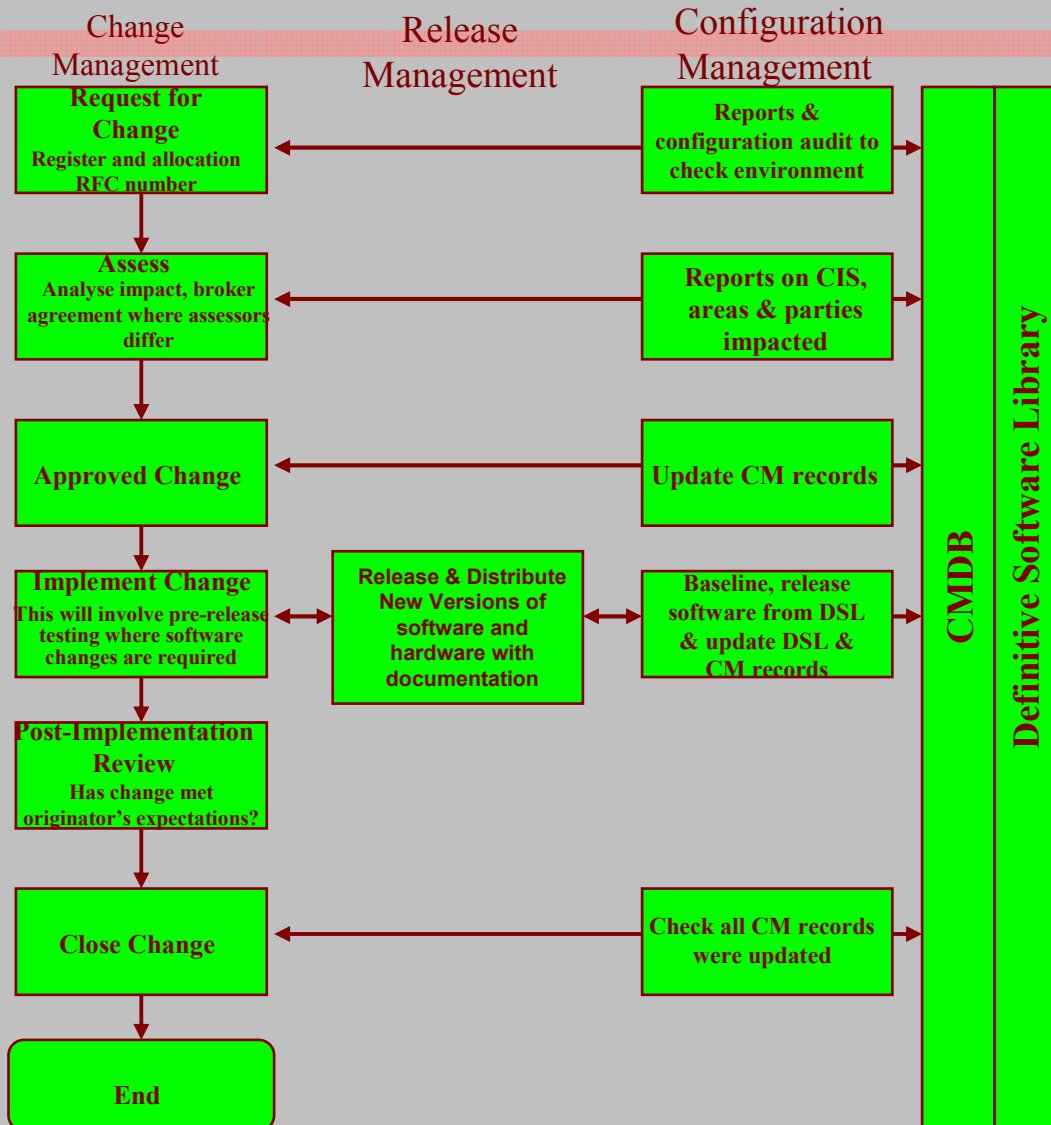 Change
Management
Release
Management
Configuration
Management
Request for
Change
Register and allocation
RFC number
Reports &
configuration audit to
check environment
Assess
Analyse impact, broker
agreement where assessors
differ
Reports on CIS,
areas & parties
impacted
Approved Change
Update CM records
Implement Change
This will involve pre-release
testing where software
changes are required
Release & Distribute
New Versions of
software and
hardware with
documentation
Baseline, release
software from DSL
& update DSL &
CM records
Post-Implementation
Review
Has change met
originator’s expectations?
Close Change
Check all CM records
were updated
End
CMDB
Definitive Software Library